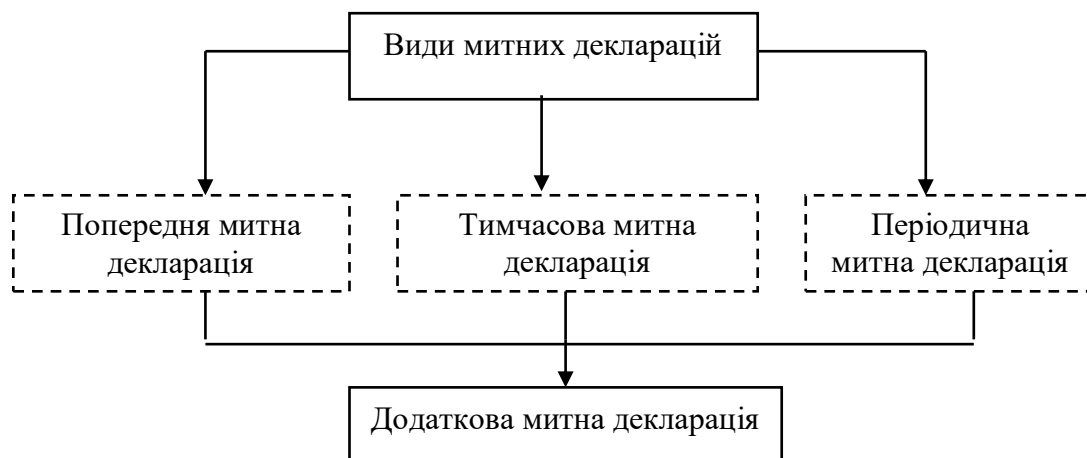 Види митних декларацій
Попередня митна
декларація
Тимчасова митна
декларація
Періодична
митна декларація
Додаткова митна декларація